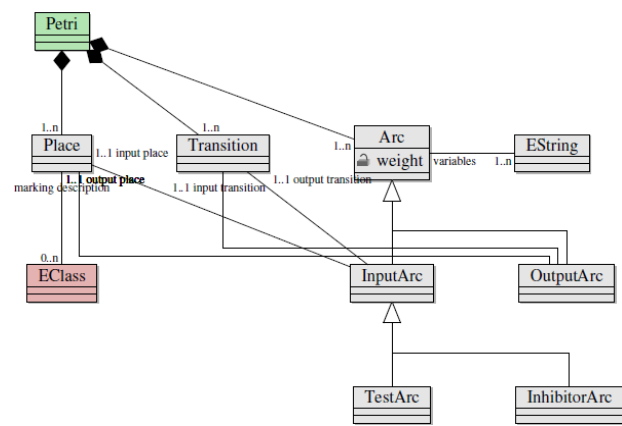 Petri
1..n
1..n
1..n
Place
Transition
Arc
weight
EString
variables
1..n
1..1 input place
1..1 output place
marking description
1..1 input transition
1..1 output transition
0..n
EClass
InputArc
OutputArc
TestArc
InhibitorArc